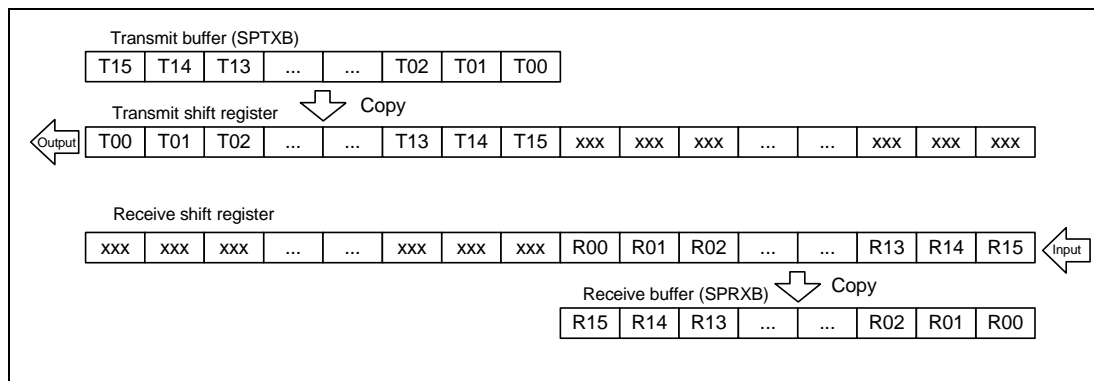 Transmit buffer (SPTXB)
T15 T14 T13 ... ... T02 T01 T00
Copy
Transmit shift register
Output T00 T01 T02 ... ... T13 T14 T15 xxx xxx xxx ... ... xxx xxx xxx
Receive shift register
xxx xxx xxx ... ... xxx xxx xxx R00 R01 R02 ... ... R13 R14 R15 Input
Copy
Receive buffer (SPRXB)
R15 R14 R13 ... ... R02 R01 R00